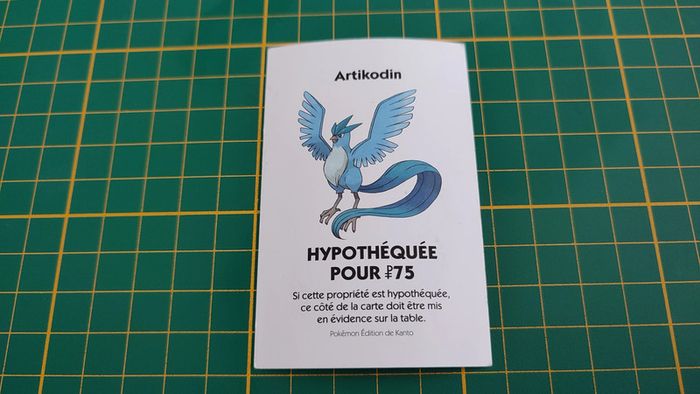 Artikodin
HYPOTHÉQUÉE
POUR ₽75
Si cette propriété est hypothéquée,
ce côté de la carte doit être mis
en évidence sur la table.
Pokémon Édition de Kanto